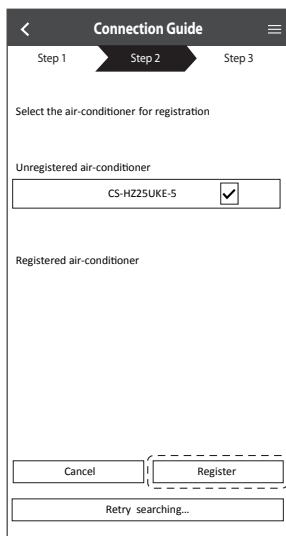 Connection Guide
Step 1 Step 2 Step 3
Select the air-conditioner for registration
Unregistered air-conditioner
CS-HZ25UKE-5
Registered air-conditioner
Cancel Register
Retry searching...